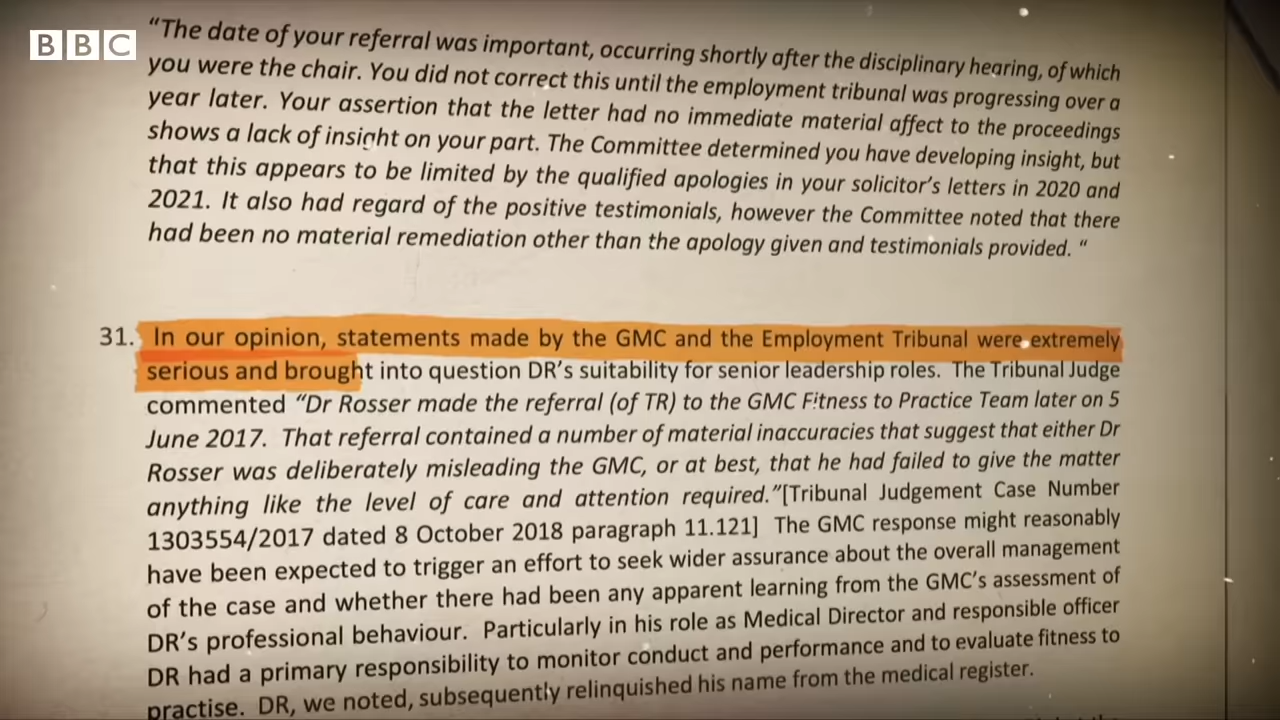 BBC
"The date of your referral was important, occurring shortly after the disciplinary hearing, of which
you were the chair. You did not correct this until the employment tribunal was progressing over a
year later. Your assertion that the letter had no immediate material affect to the proceedings
shows a lack of insight on your part. The Committee determined you have developing insight, but
that this appears to be limited by the qualified apologies in your solicitor's letters in 2020 and
2021. It also had regard of the positive testimonials, however the Committee noted that there
had been no material remediation other than the apology given and testimonials provided. "
31. In our opinion, statements made by the GMC and the Employment Tribunal were extremely
serious and brought into question DR's suitability for senior leadership roles. The Tribunal Judge
commented "Dr Rosser made the referral (of TR) to the GMC Fitness to Practice Team later on 5
June 2017. That referral contained a number of material inaccuracies that suggest that either Dr
Rosser was deliberately misleading the GMC, or at best, that he had failed to give the matter
anything like the level of care and attention required."[Tribunal Judgement Case Number
1303554/2017 dated 8 October 2018 paragraph 11.121] The GMC response might reasonably
have been expected to trigger an effort to seek wider assurance about the overall management
of the case and whether there had been any apparent learning from the GMC's assessment of
DR's professional behaviour. Particularly in his role as Medical Director and responsible officer
DR had a primary responsibility to monitor conduct and performance and to evaluate fitness to
practise. DR, we noted, subsequently relinquished his name from the medical register.